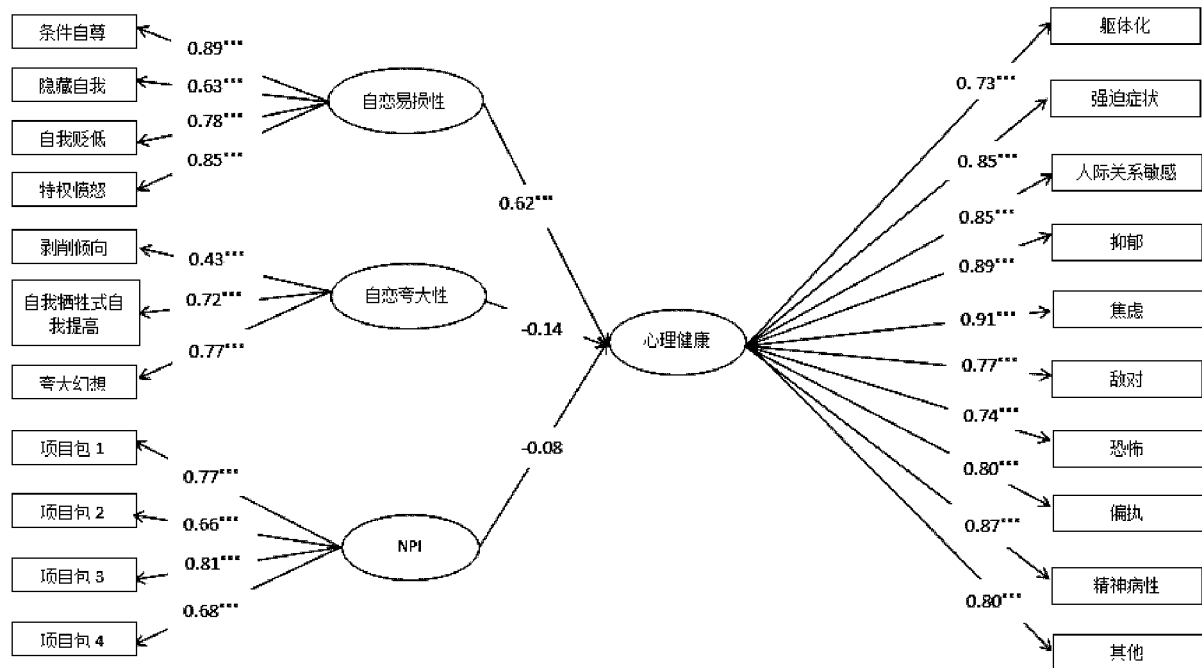 条件自尊
隐藏自我
自我贬低
特权愤怒
剥削倾向
自我牺牲式自
我提高
夸大幻想
项目包 1
项目包 2
项目包 3
项目包 4
0.89***
0.63***
0.78***
0.85***
0.43***
0.72***
0.77***
0.77***
0.66***
0.81***
0.68***
自恋易损性
自恋夸大性
NPI
0.62***
-0.14
-0.08
心理健康
0.73***
0.85***
0.85***
0.89***
0.91***
0.77***
0.74***
0.80***
0.87***
0.80***
躯体化
强迫症状
人际关系敏感
抑郁
焦虑
敌对
恐怖
偏执
精神病性
其他